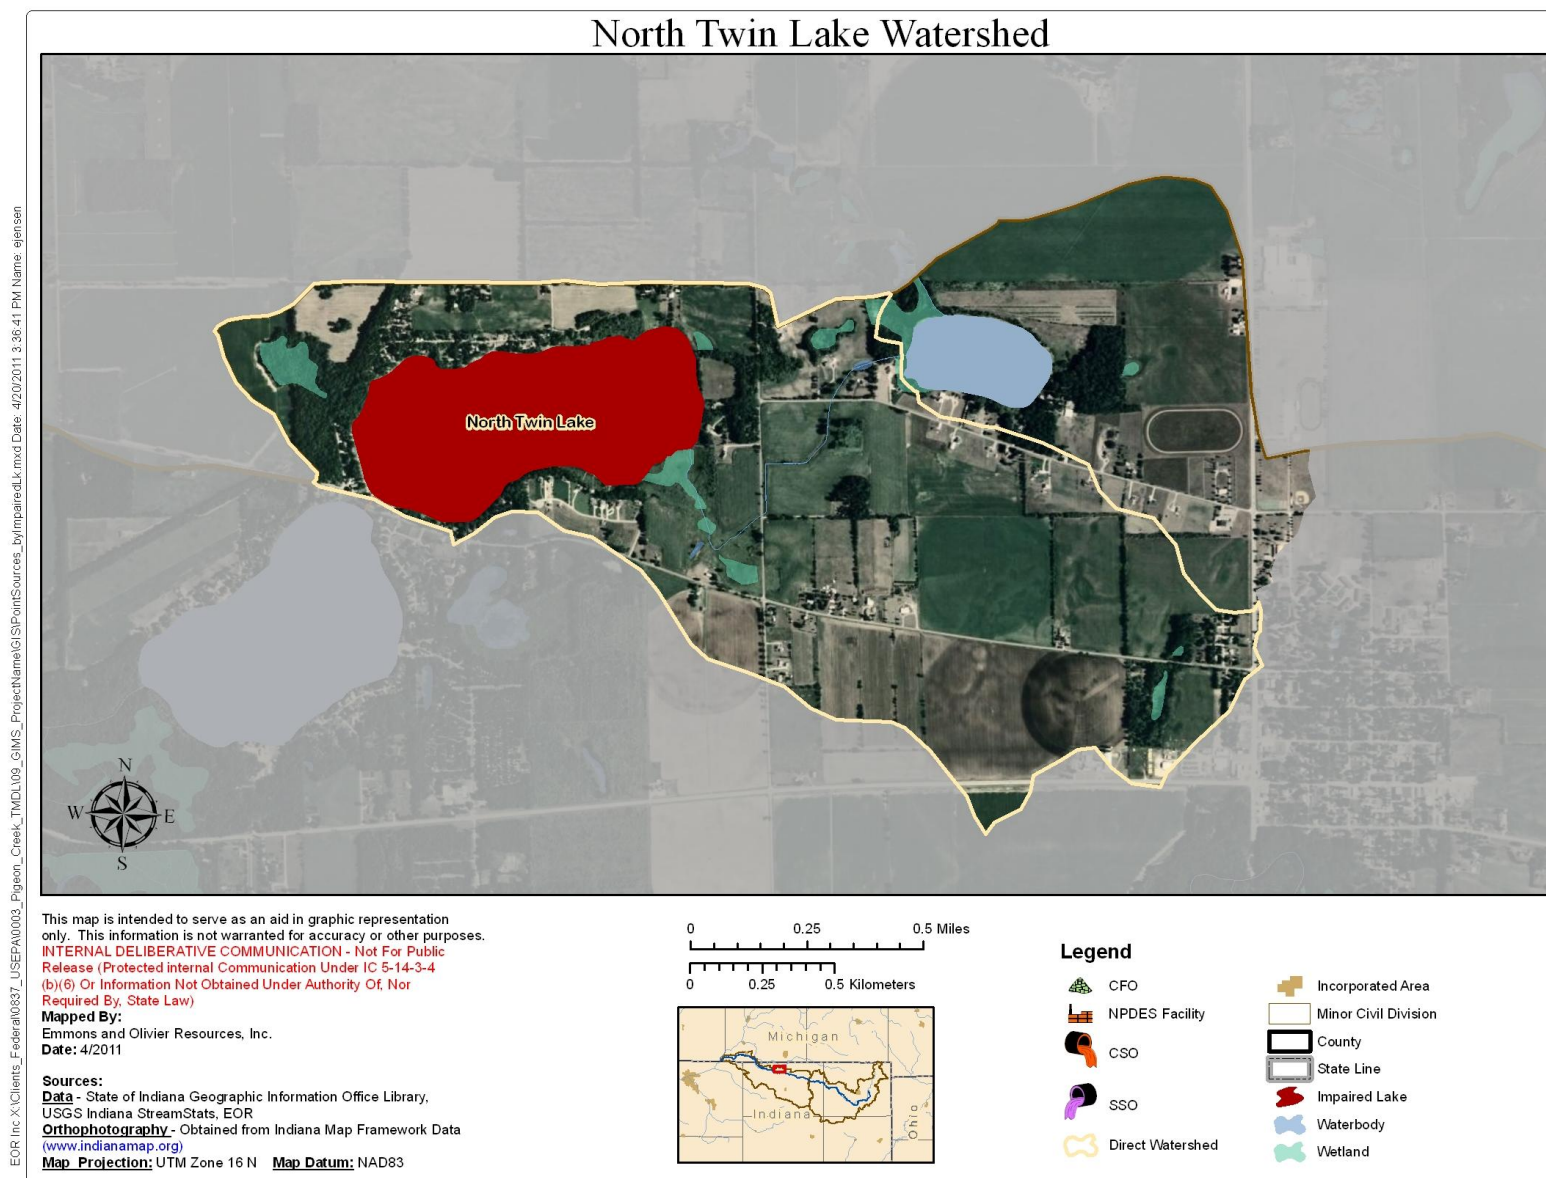 North Twin Lake Watershed
EOR Inc X:\Clients_Federal\0837_USEPA\0003_Pigeon_Creek_TMDL\09_GIMS_ProjectName\GIS\PointSources_byImpairedLk.mxd Date: 4/20/2011 3:36:41 PM Name: ejensen
North Twin Lake
N
W E
S
This map is intended to serve as an aid in graphic representation
only. This information is not warranted for accuracy or other purposes.
INTERNAL DELIBERATIVE COMMUNICATION - Not For Public
Release (Protected internal Communication Under IC 5-14-3-4
(b)(6) Or Information Not Obtained Under Authority Of, Nor
Required By, State Law)
Mapped By:
Emmons and Olivier Resources, Inc.
Date: 4/2011
Sources:
Data - State of Indiana Geographic Information Office Library,
USGS Indiana StreamStats, EOR
Orthophotography - Obtained from Indiana Map Framework Data
(www.indianamap.org)
Map Projection: UTM Zone 16 N Map Datum: NAD83
0 0.25 0.5 Miles
0 0.25 0.5 Kilometers
Michigan
Indiana
Ohio
Legend
CFO
NPDES Facility
CSO
SSO
Direct Watershed
Incorporated Area
Minor Civil Division
County
State Line
Impaired Lake
Waterbody
Wetland